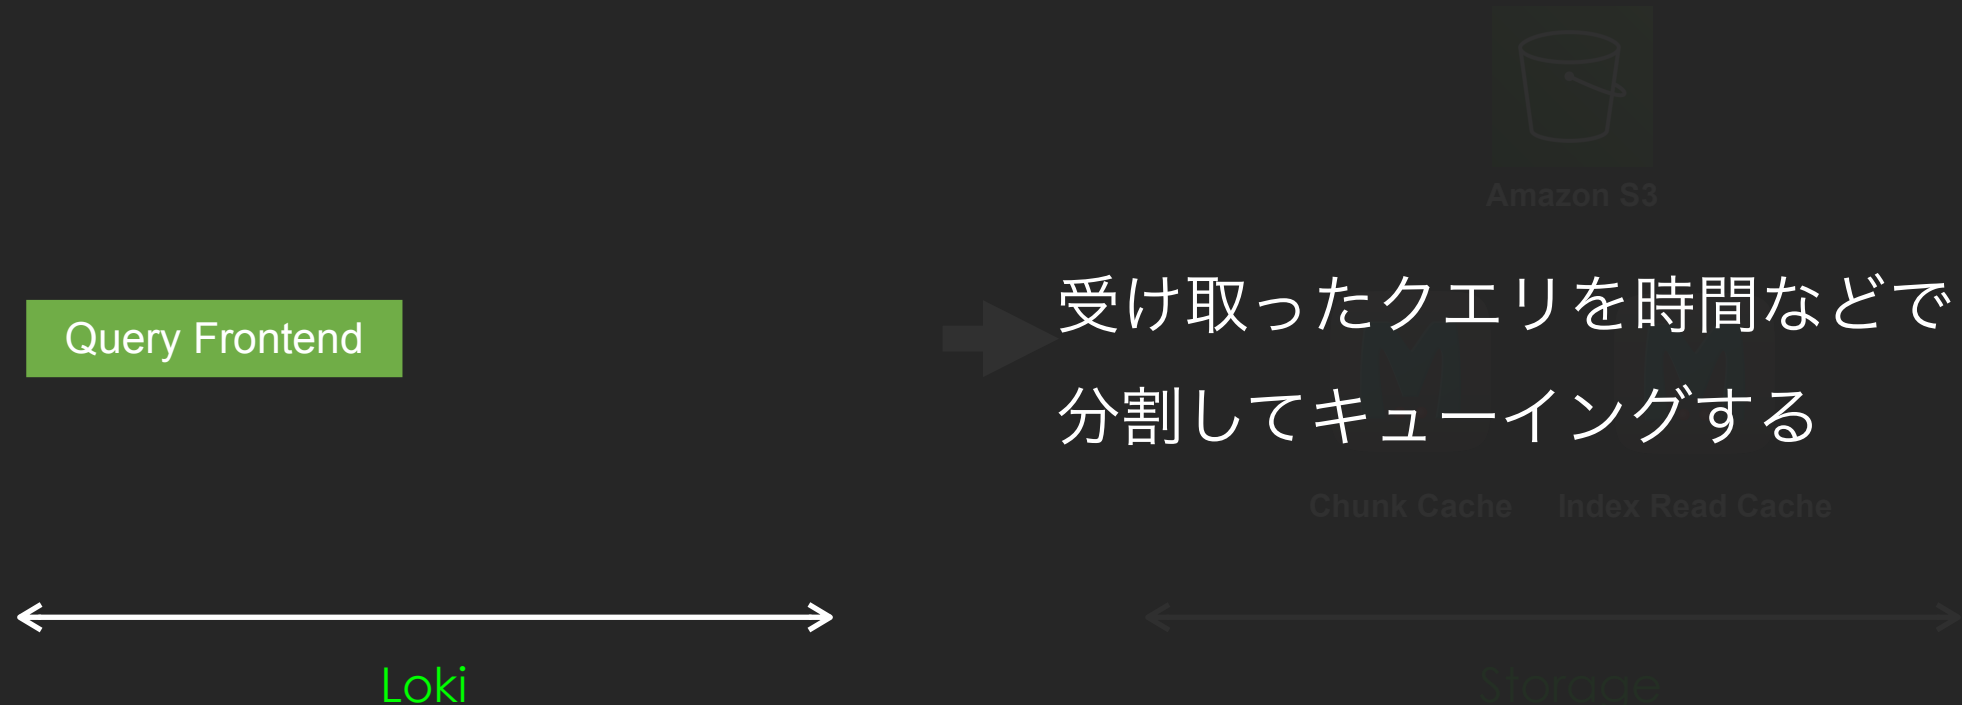 Amazon S3
Query Frontend
受け取ったクエリを時間などで
分割してキューイングする
Chunk Cache
Index Read Cache
Loki
Storage